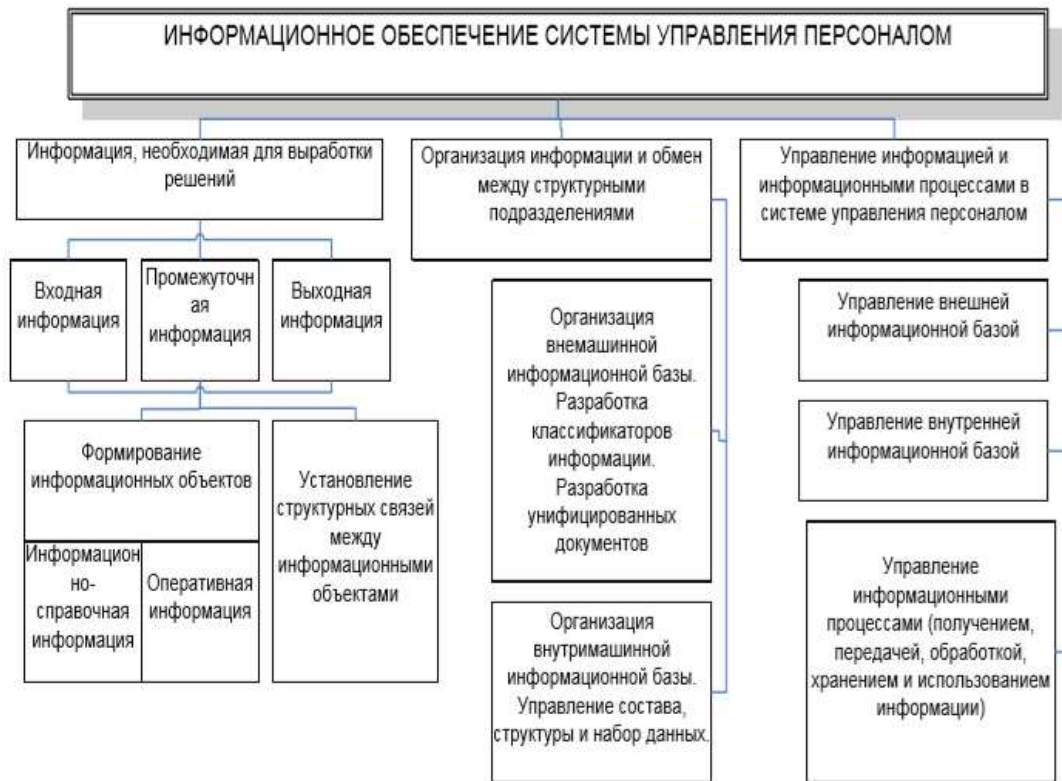 ИНФОРМАЦИОННОЕ ОБЕСПЕЧЕНИЕ СИСТЕМЫ УПРАВЛЕНИЯ ПЕРСОНАЛОМ
Информация, необходимая для выработки
решений
Организация информации и обмен
между структурными
подразделениями
Управление информацией и
информационными процессами в
системе управления персоналом
Входная
информация
Промежуточн
ая
информация
Выходная
информация
Формирование
информационных объектов
Информацион
но-
справочная
информация
Оперативная
информация
Установление
структурных связей
между
информационными
объектами
Организация
внемашинной
информационной базы.
Разработка
классификаторов
информации.
Разработка
унифицированных
документов
Организация
внутримашинной
информационной базы.
Управление состава,
структуры и набор данных.
Управление внешней
информационной базой
Управление внутренней
информационной базой
Управление
информационными
процессами (получением,
передачей, обработкой,
хранением и использованием
информации)